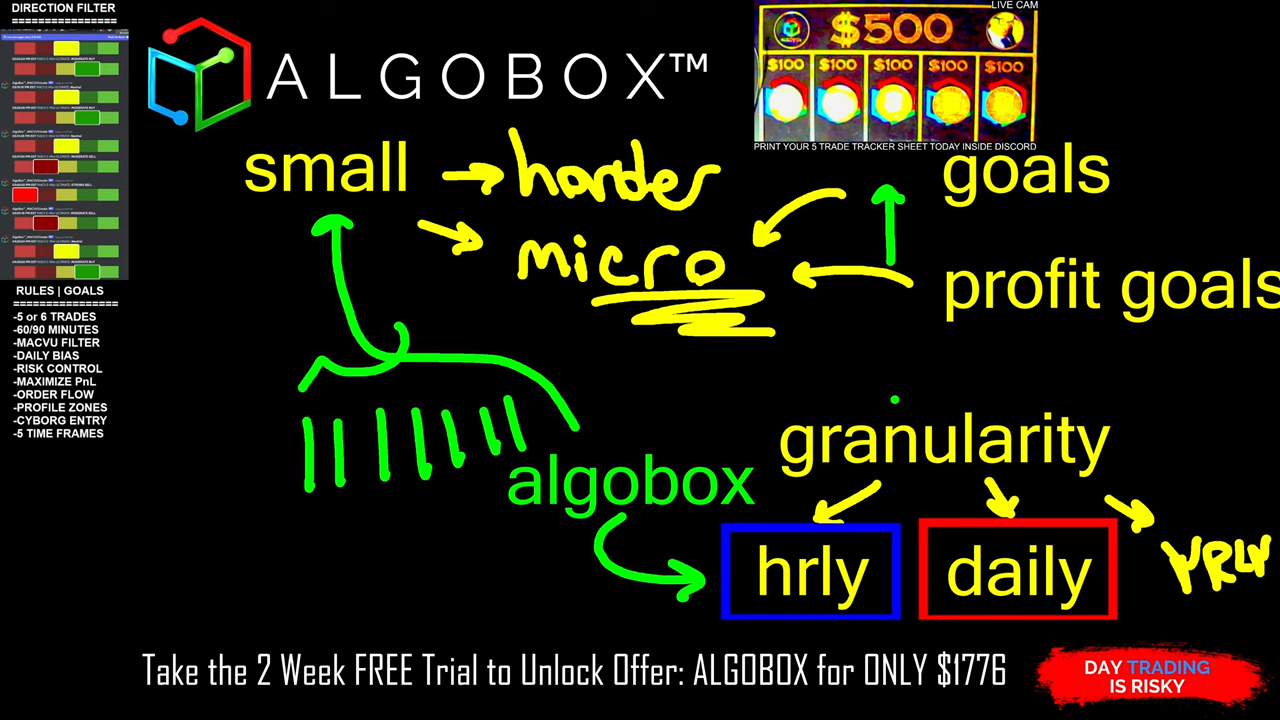 DIRECTION FILTER
================
RULES | GOALS
================
-5 or 6 TRADES
-60/90 MINUTES
-MACVU FILTER
-DAILY BIAS
-RISK CONTROL
-MAXIMIZE PnL
-ORDER FLOW
-PROFILE ZONES
-CYBORG ENTRY
-5 TIME FRAMES
ALGOBOX™
LIVE CAM
$500
$100 $100 $100 $100 $100
PRINT YOUR 5 TRADE TRACKER SHEET TODAY INSIDE DISCORD
small harder goals
micro
profit goals
granularity
algobox
hrly daily YRLY
Take the 2 Week FREE Trial to Unlock Offer: ALGOBOX for ONLY $1776
DAY TRADING
IS RISKY